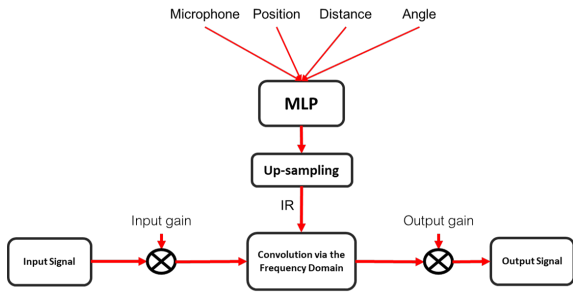 Microphone Position Distance Angle
MLP
Up-sampling
IR
Input gain
Output gain
Input Signal
Convolution via the
Frequency Domain
Output Signal